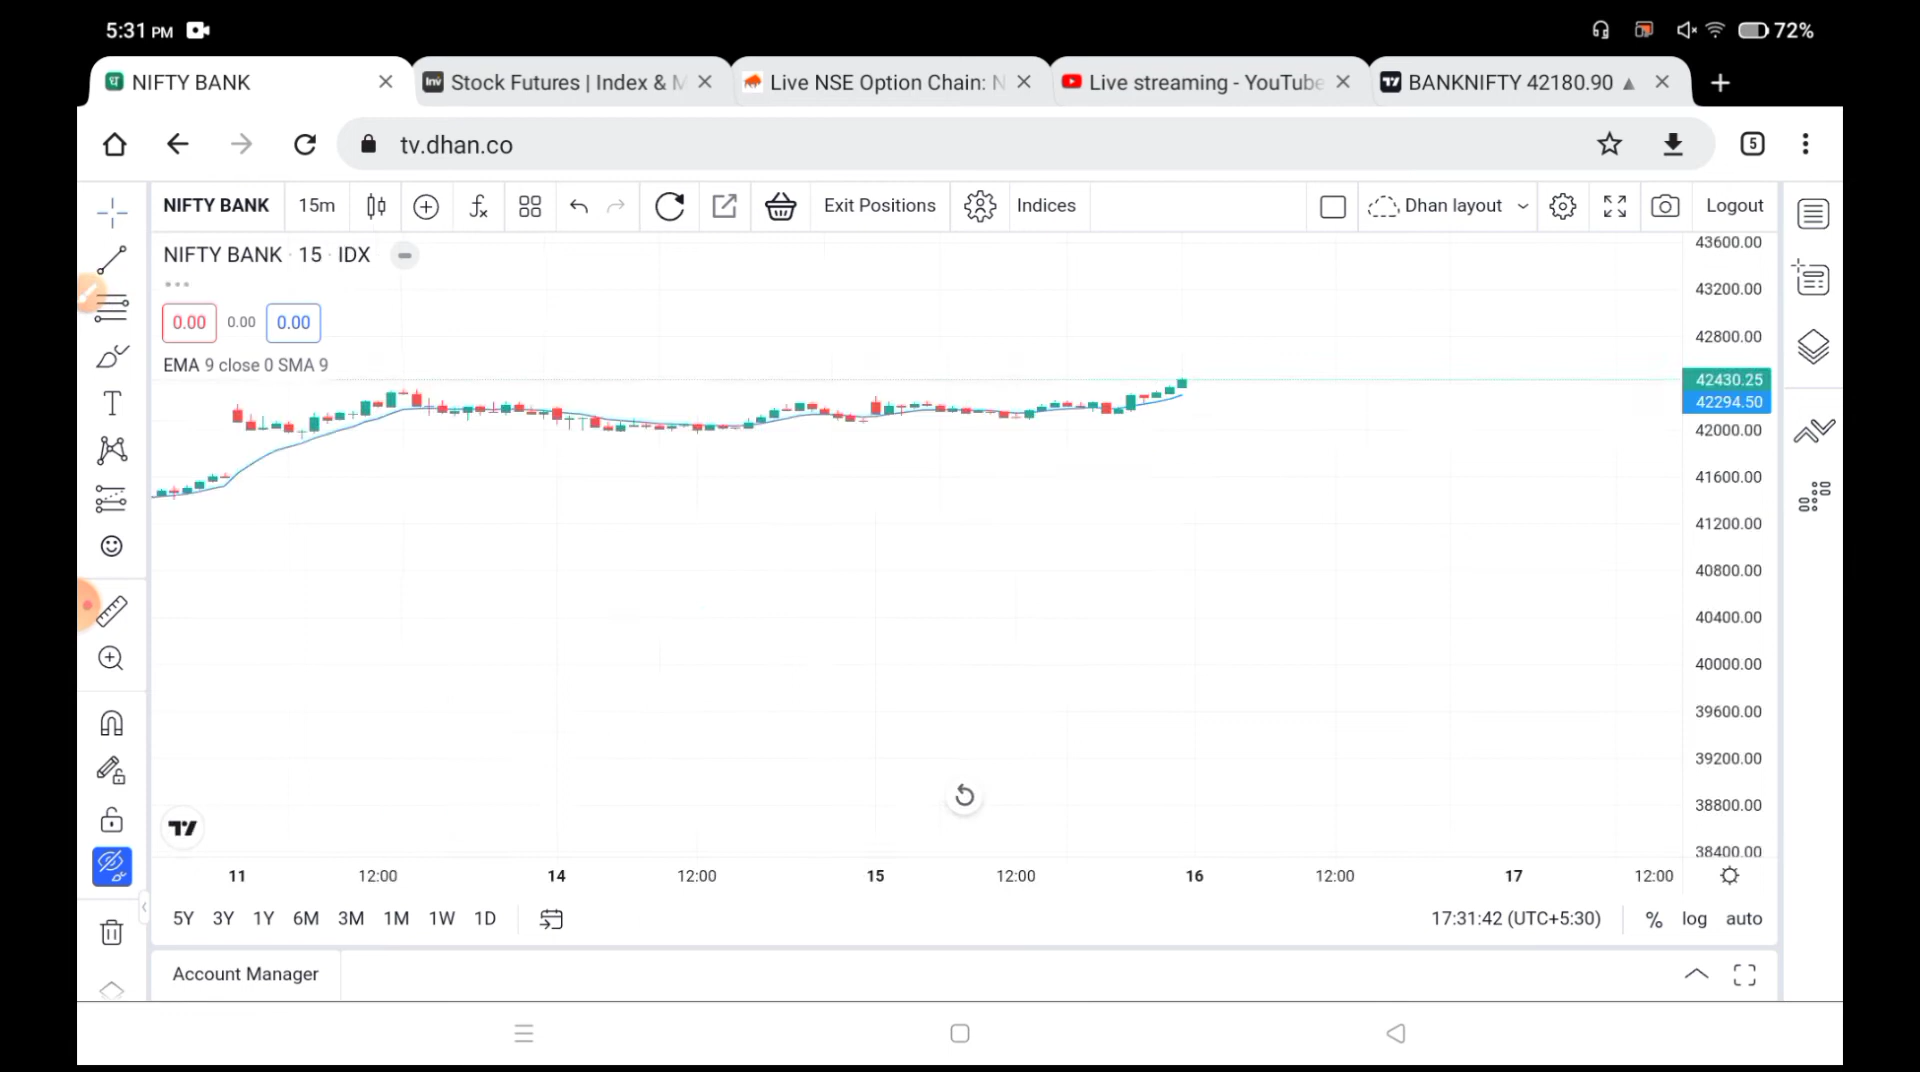 5:31 PM 72%
NIFTY BANK Stock Futures | Index & M Live NSE Option Chain: N Live streaming - YouTube BANKNIFTY 42180.90 ▲
tv.dhan.co 5
NIFTY BANK 15m Exit Positions Indices Dhan layout Logout
NIFTY BANK · 15 · IDX
0.00 0.00 0.00
EMA 9 close 0 SMA 9
43600.00
43200.00
42800.00
42430.25
42294.50
42000.00
41600.00
41200.00
40800.00
40400.00
40000.00
39600.00
39200.00
38800.00
38400.00
11 12:00 14 12:00 15 12:00 16 12:00 17 12:00
5Y 3Y 1Y 6M 3M 1M 1W 1D 17:31:42 (UTC+5:30) % log auto
Account Manager